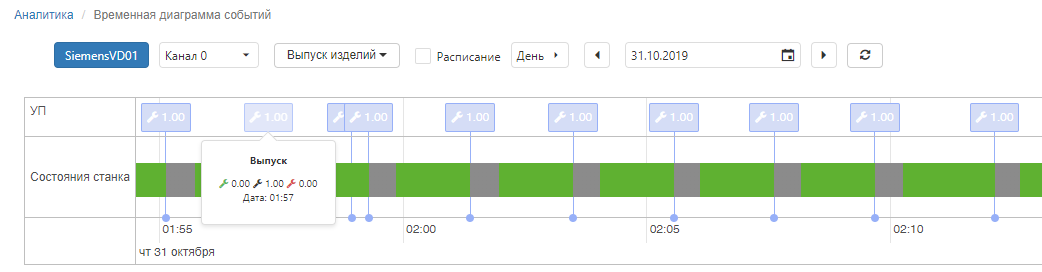 Аналитика / Временная диаграмма событий
SiemensVD01 Канал 0 Выпуск изделий Расписание День 31.10.2019
УП 1.00 1.00 1.00 1.00 1.00 1.00 1.00 1.00 1.00
Выпуск
0.00 1.00 0.00
Дата: 01:57
Состояния станка
01:55 02:00 02:05 02:10
чт 31 октября